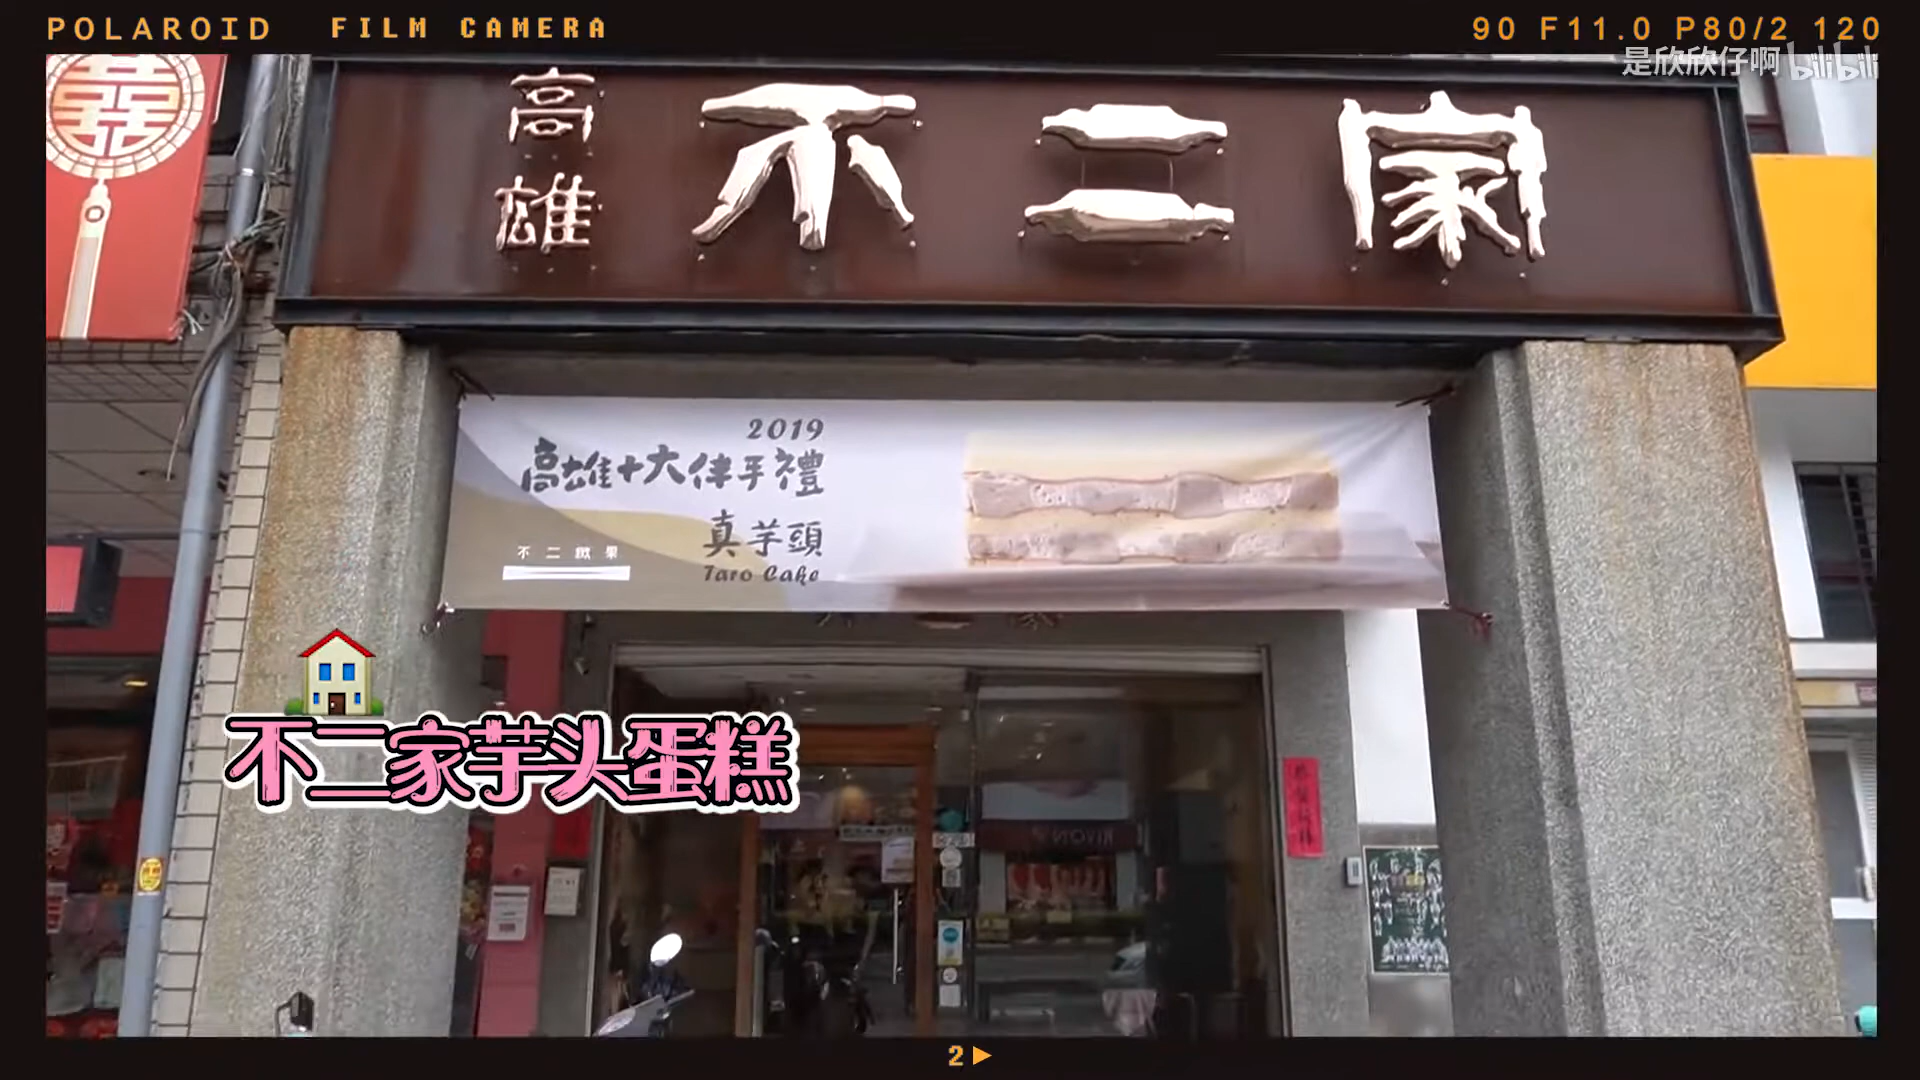 POLAROID FILM CAMERA
90 F11.0 P80/2 120
是欣欣仔啊 bilibili
高雄
不二家
2019
高雄十大伴手禮
真芋頭
Taro Cake
不二緻果
不二家芋头蛋糕
2